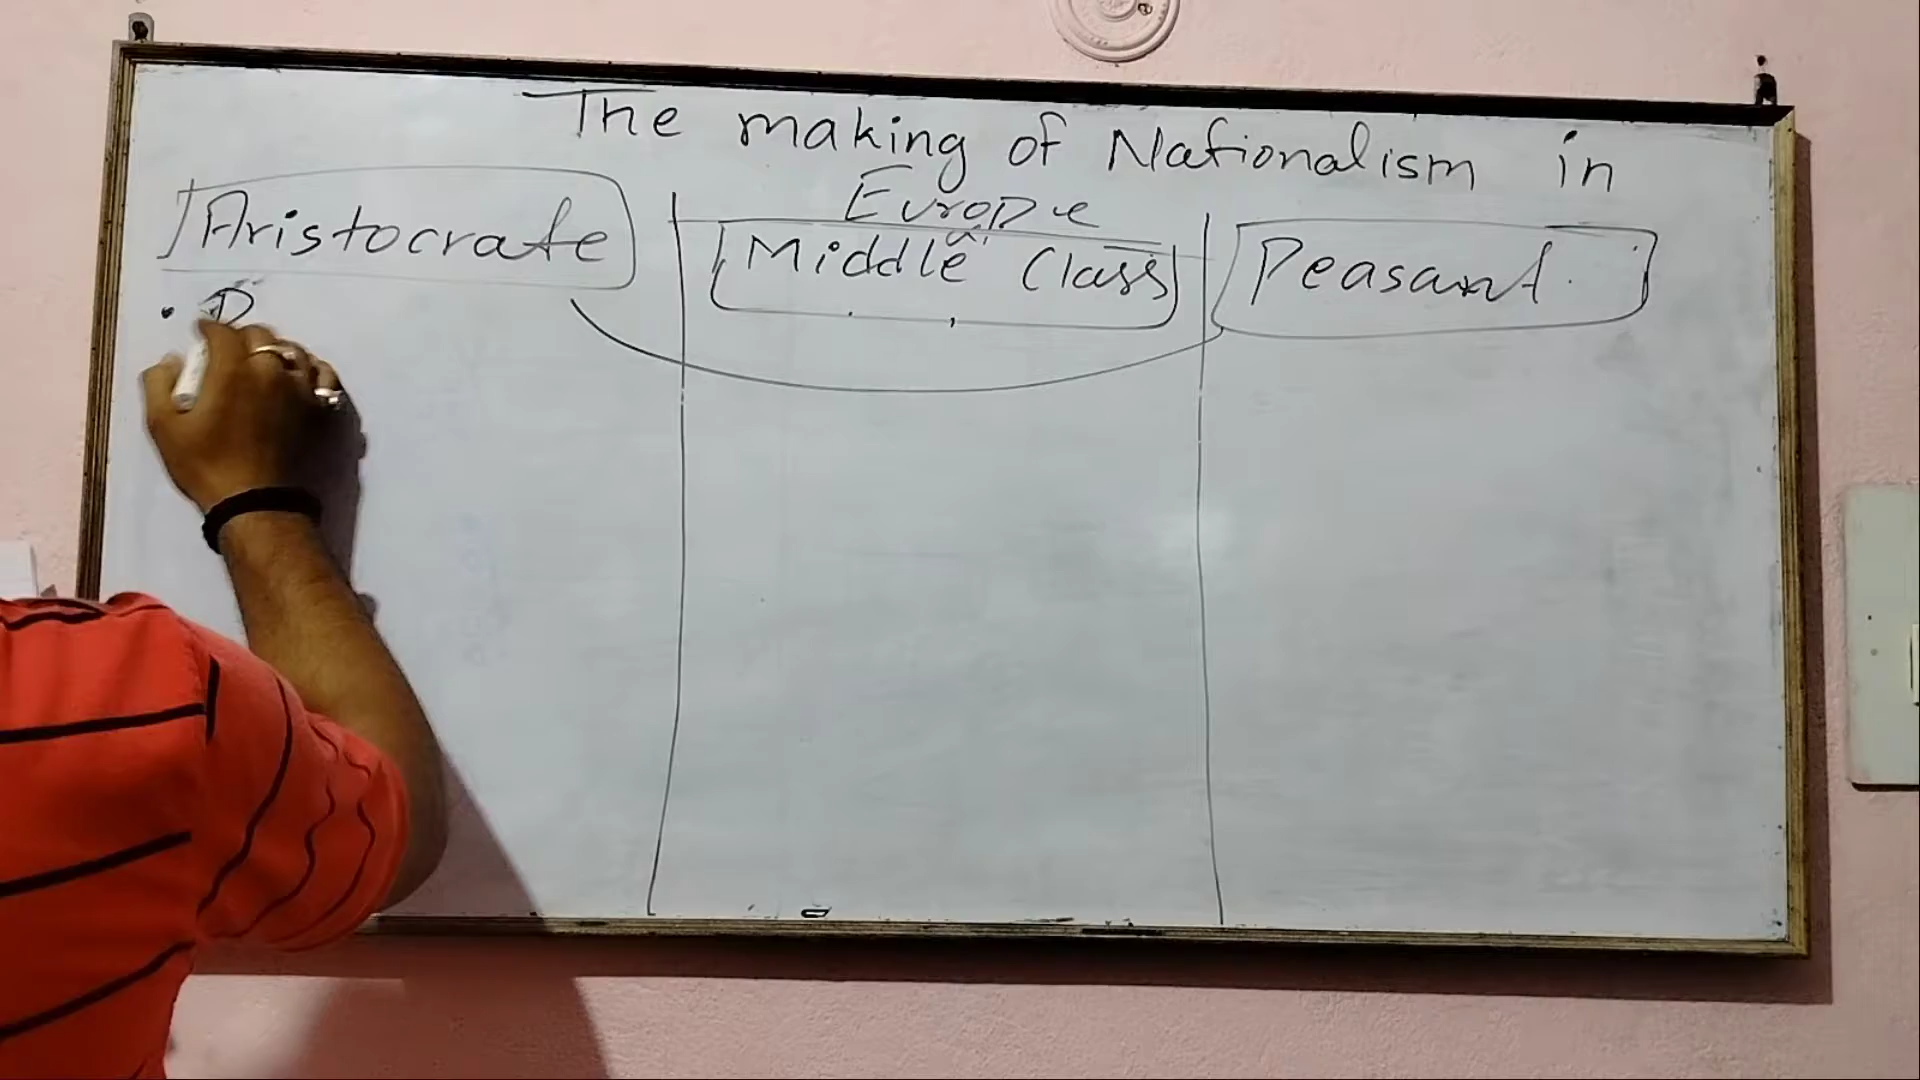 The making of Nationalism in
Europe
Aristocrate
Middle Class
Peasant
• D